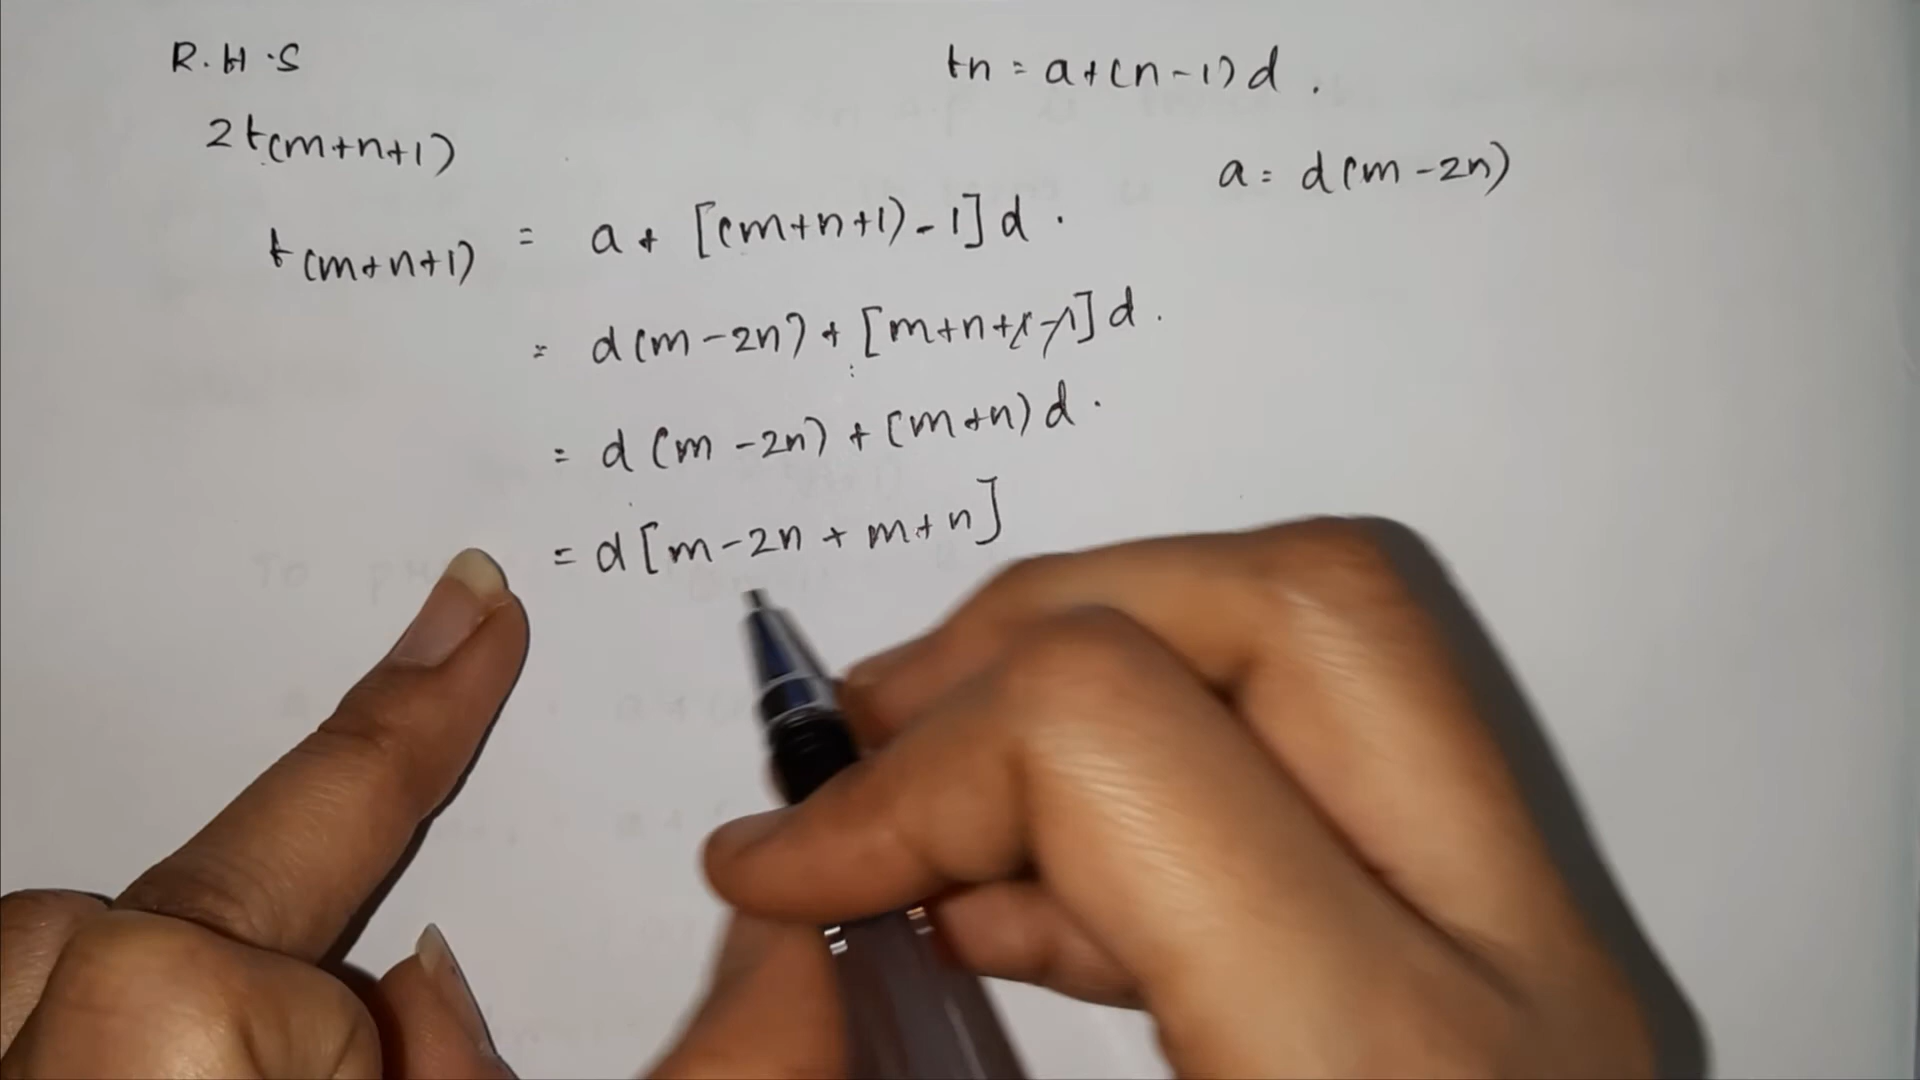 R.H.S
tn = a+(n-1)d.
2t(m+n+1)
a = d(m-2n)
t(m+n+1) = a + [(m+n+1)-1]d.
= d(m-2n) + [m+n+1-1]d.
= d(m-2n) + (m+n)d.
= d[m-2n + m+n]